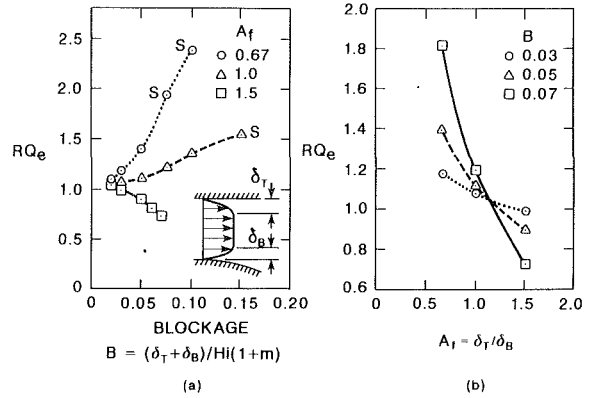 2.5
2.0
1.5
RQe
1.0
0.5
0
0 0.05 0.10 0.15 0.20
BLOCKAGE
B = (δT+δB)/Hi(1+m)
(a)
Af
0.67
1.0
1.5
S
S
S
δT
δB
2.0
1.8
1.6
1.4
RQe
1.2
1.0
0.8
0.6
0 0.5 1.0 1.5 2.0
Af = δT/δB
(b)
B
0.03
0.05
0.07